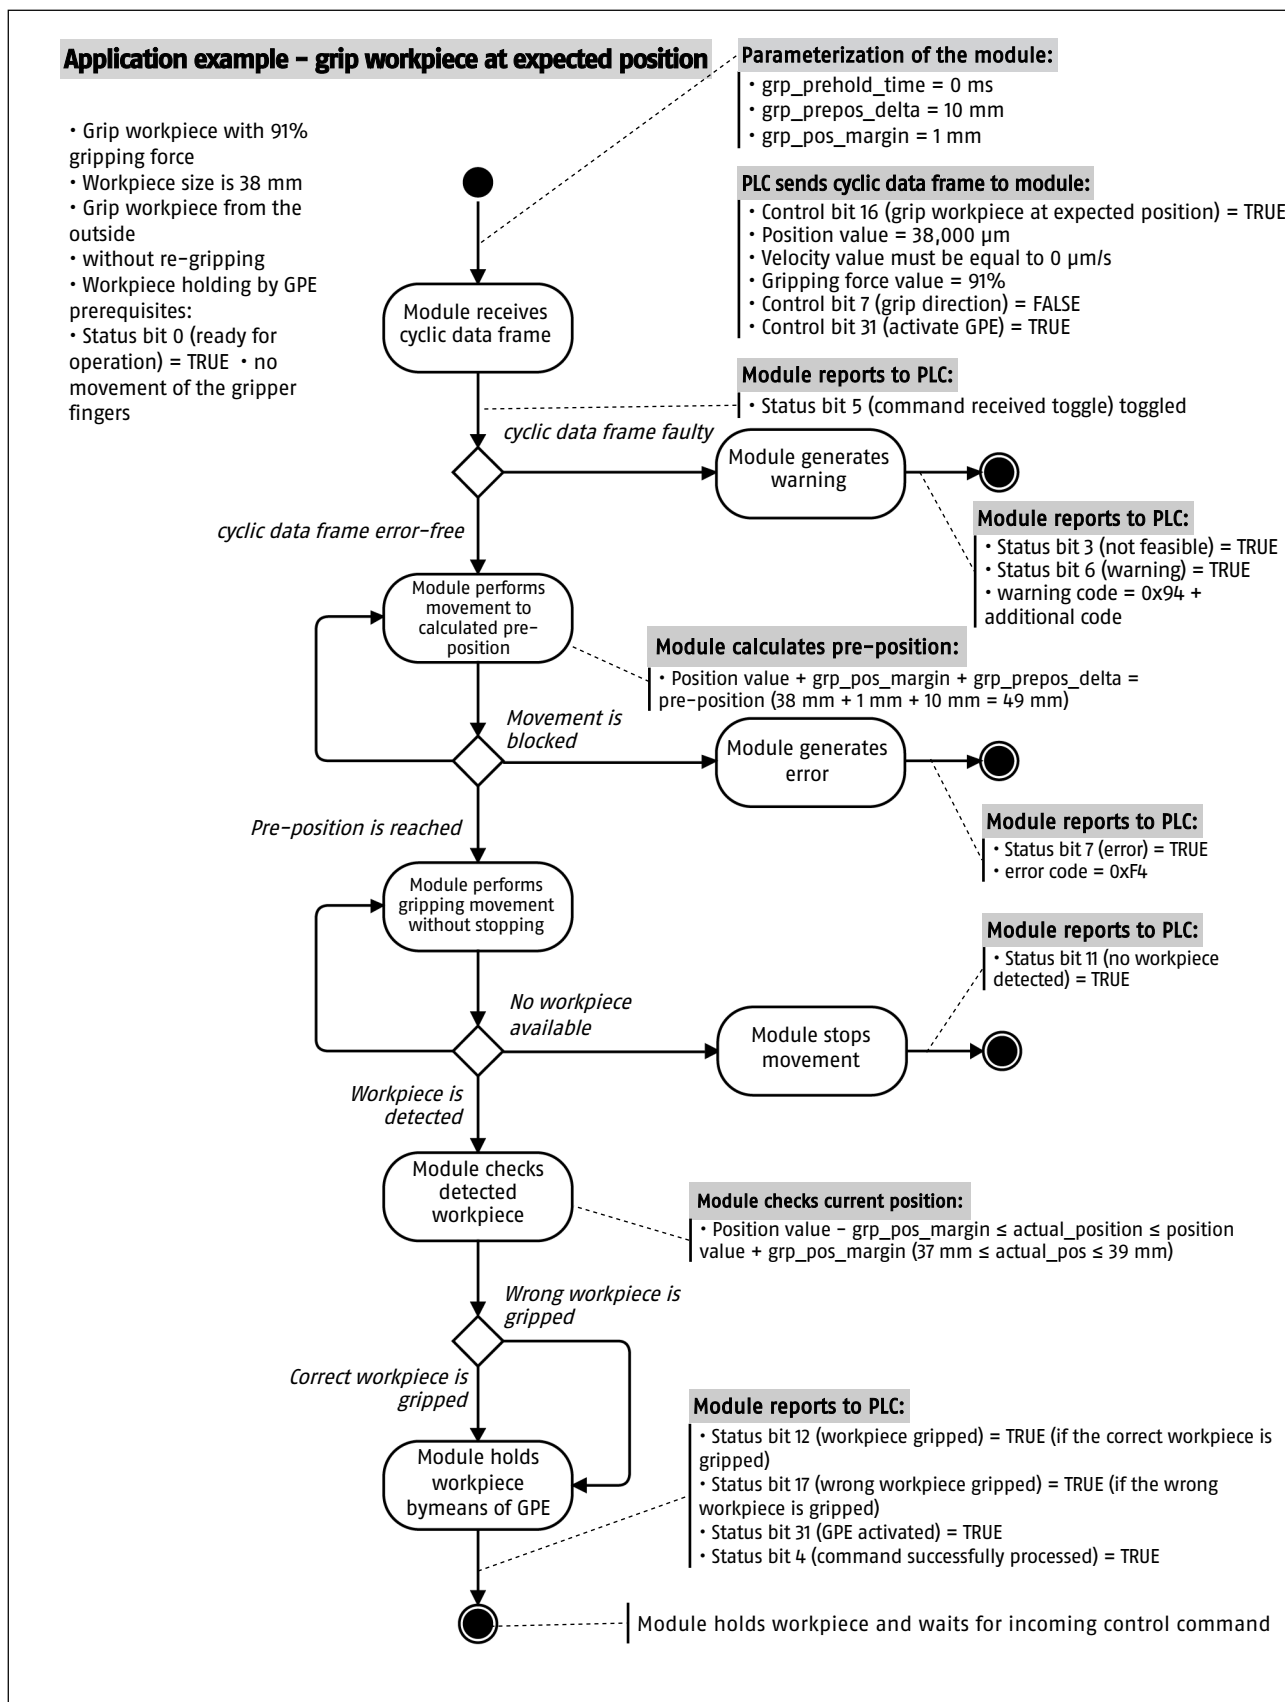 Application example – grip workpiece at expected position
• Grip workpiece with 91%
gripping force
• Workpiece size is 38 mm
• Grip workpiece from the
outside
• without re-gripping
• Workpiece holding by GPE
prerequisites:
• Status bit 0 (ready for
operation) = TRUE • no
movement of the gripper
fingers
Parameterization of the module:
• grp_prehold_time = 0 ms
• grp_prepos_delta = 10 mm
• grp_pos_margin = 1 mm
PLC sends cyclic data frame to module:
• Control bit 16 (grip workpiece at expected position) = TRUE
• Position value = 38,000 µm
• Velocity value must be equal to 0 µm/s
• Gripping force value = 91%
• Control bit 7 (grip direction) = FALSE
• Control bit 31 (activate GPE) = TRUE
Module receives
cyclic data frame
Module reports to PLC:
• Status bit 5 (command received toggle) toggled
cyclic data frame faulty
Module generates
warning
Module reports to PLC:
• Status bit 3 (not feasible) = TRUE
• Status bit 6 (warning) = TRUE
• warning code = 0x94 +
additional code
cyclic data frame error-free
Module performs
movement to
calculated pre-
position
Module calculates pre-position:
• Position value + grp_pos_margin + grp_prepos_delta =
pre-position (38 mm + 1 mm + 10 mm = 49 mm)
Movement is
blocked
Module generates
error
Module reports to PLC:
• Status bit 7 (error) = TRUE
• error code = 0xF4
Pre-position is reached
Module performs
gripping movement
without stopping
Module reports to PLC:
• Status bit 11 (no workpiece
detected) = TRUE
No workpiece
available
Module stops
movement
Workpiece is
detected
Module checks
detected
workpiece
Module checks current position:
• Position value – grp_pos_margin ≤ actual_position ≤ position
value + grp_pos_margin (37 mm ≤ actual_pos ≤ 39 mm)
Wrong workpiece is
gripped
Correct workpiece is
gripped
Module holds
workpiece
bymeans of GPE
Module reports to PLC:
• Status bit 12 (workpiece gripped) = TRUE (if the correct workpiece is
gripped)
• Status bit 17 (wrong workpiece gripped) = TRUE (if the wrong
workpiece is gripped)
• Status bit 31 (GPE activated) = TRUE
• Status bit 4 (command successfully processed) = TRUE
Module holds workpiece and waits for incoming control command